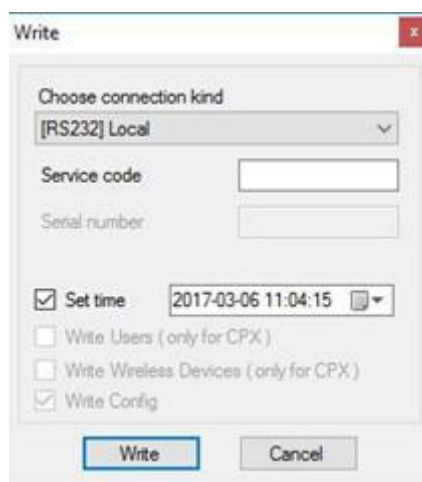 Write
x
Choose connection kind
[RS232] Local
Service code
Serial number
Set time 2017-03-06 11:04:15
Write Users ( only for CPX )
Write Wireless Devices ( only for CPX )
Write Config
Write Cancel